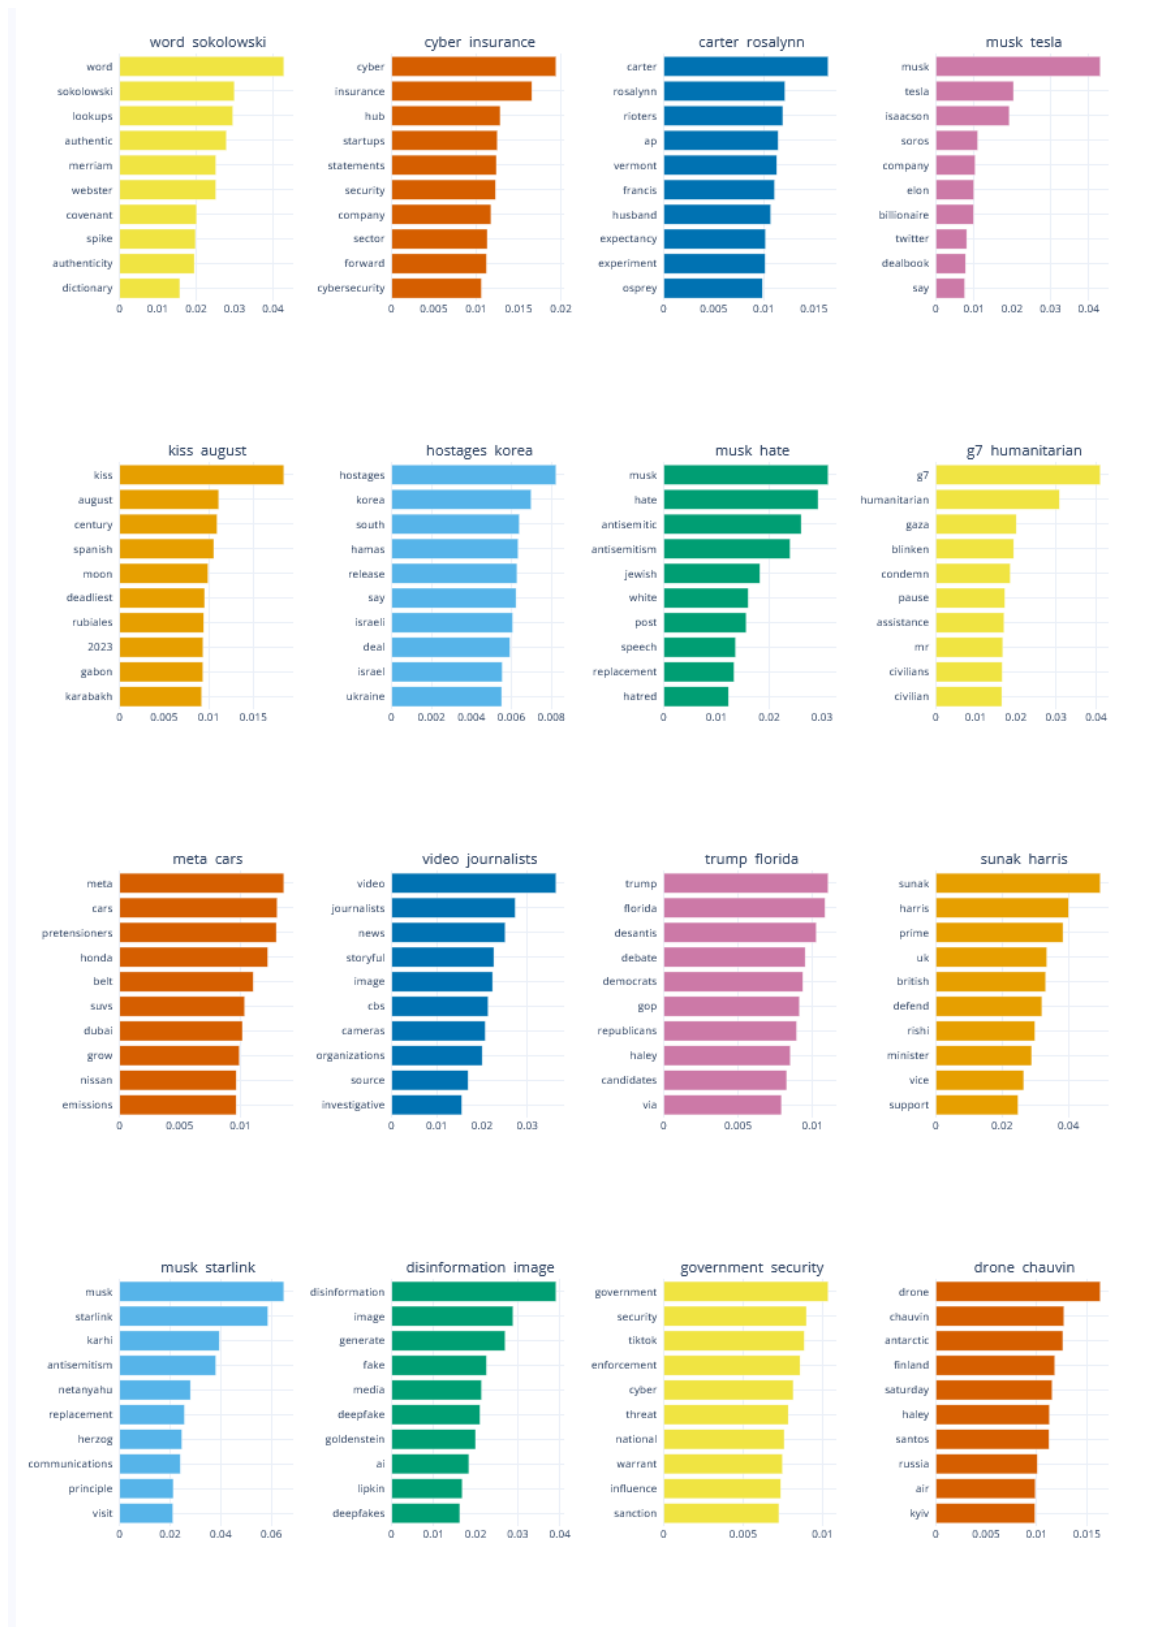 word sokolowski
word
sokolowski
lookups
authentic
merriam
webster
covenant
spike
authenticity
dictionary
0 0.01 0.02 0.03 0.04
cyber insurance
cyber
insurance
hub
startups
statements
security
company
sector
forward
cybersecurity
0 0.005 0.01 0.015 0.02
carter rosalynn
carter
rosalynn
rioters
ap
vermont
francis
husband
expectancy
experiment
osprey
0 0.005 0.01 0.015
musk tesla
musk
tesla
isaacson
soros
company
elon
billionaire
twitter
dealbook
say
0 0.01 0.02 0.03 0.04
kiss august
kiss
august
century
spanish
moon
deadliest
rubiales
2023
gabon
karabakh
0 0.005 0.01 0.015
hostages korea
hostages
korea
south
hamas
release
say
israeli
deal
israel
ukraine
0 0.002 0.004 0.006 0.008
musk hate
musk
hate
antisemitic
antisemitism
jewish
white
post
speech
replacement
hatred
0 0.01 0.02 0.03
g7 humanitarian
g7
humanitarian
gaza
blinken
condemn
pause
assistance
mr
civilians
civilian
0 0.01 0.02 0.03 0.04
meta cars
meta
cars
pretensioners
honda
belt
suvs
dubai
grow
nissan
emissions
0 0.005 0.01
video journalists
video
journalists
news
storyful
image
cbs
cameras
organizations
source
investigative
0 0.01 0.02 0.03
trump florida
trump
florida
desantis
debate
democrats
gop
republicans
haley
candidates
via
0 0.005 0.01
sunak harris
sunak
harris
prime
uk
british
defend
rishi
minister
vice
support
0 0.02 0.04
musk starlink
musk
starlink
karhi
antisemitism
netanyahu
replacement
herzog
communications
principle
visit
0 0.02 0.04 0.06
disinformation image
disinformation
image
generate
fake
media
deepfake
goldenstein
ai
lipkin
deepfakes
0 0.01 0.02 0.03 0.04
government security
government
security
tiktok
enforcement
cyber
threat
national
warrant
influence
sanction
0 0.005 0.01
drone chauvin
drone
chauvin
antarctic
finland
saturday
haley
santos
russia
air
kyiv
0 0.005 0.01 0.015